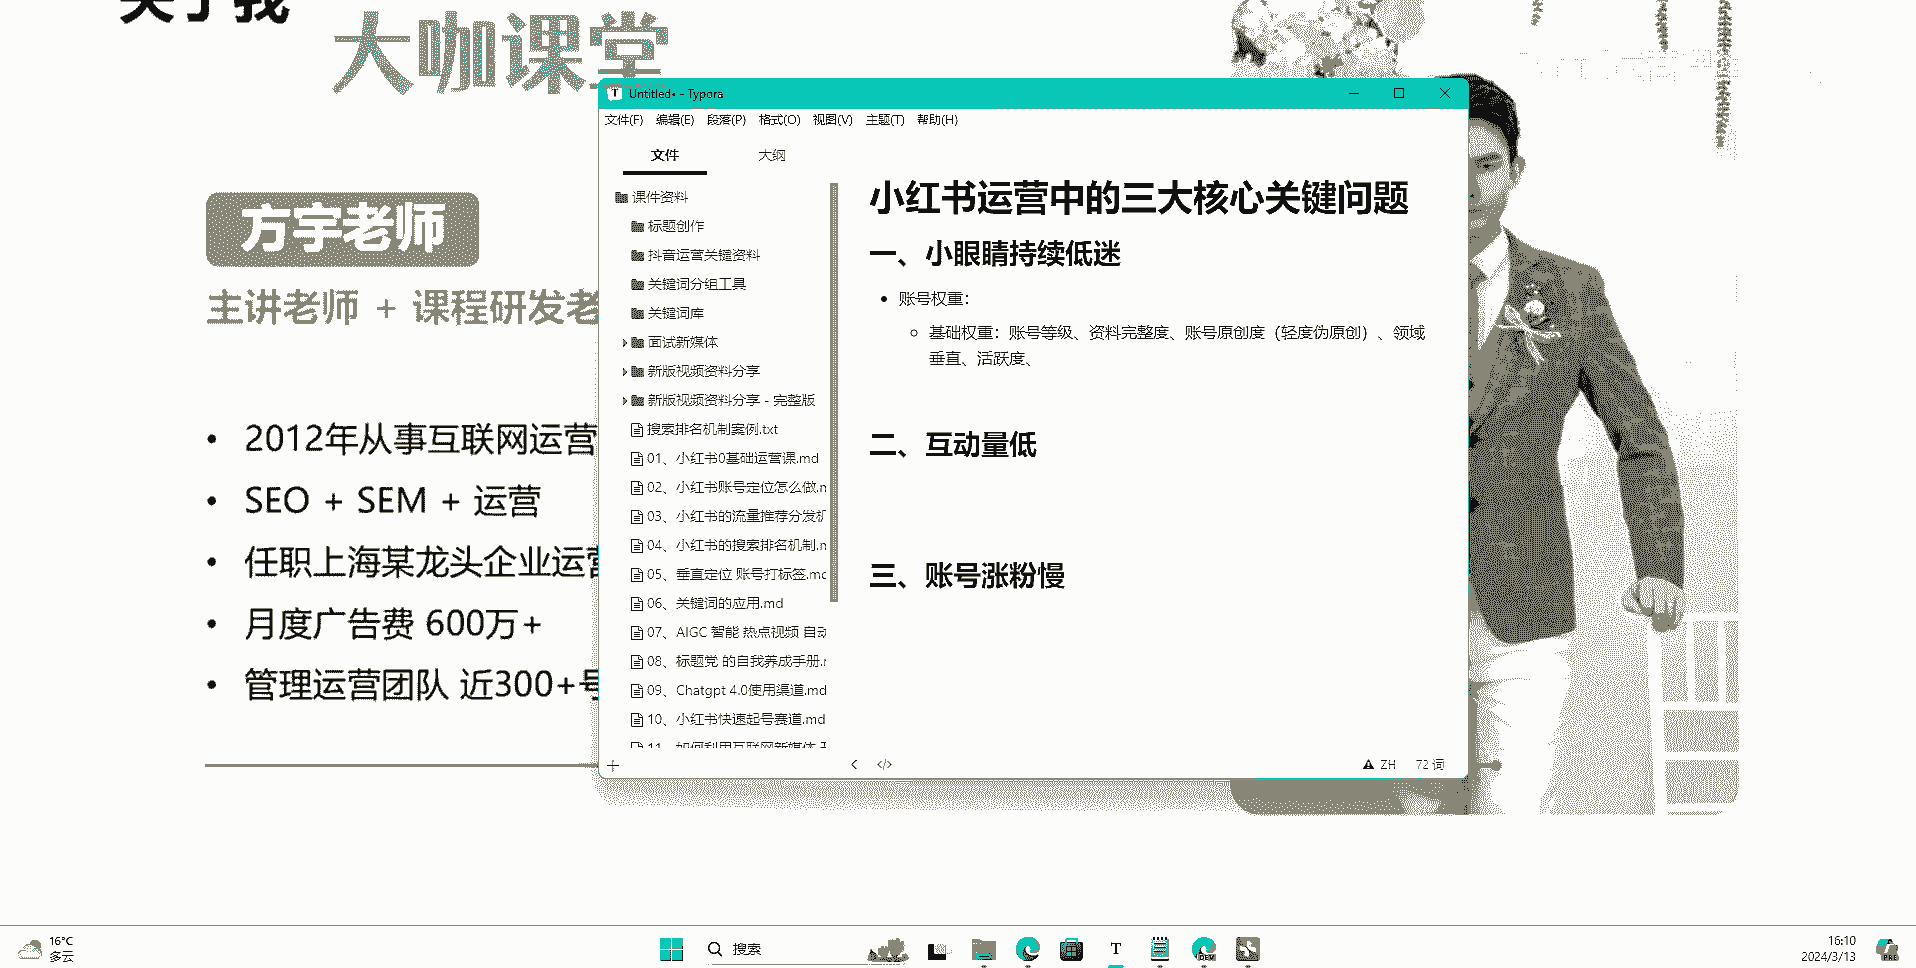 关于我
大咖课堂
方宇老师
主讲老师 + 课程研发老
• 2012年从事互联网运营
• SEO + SEM + 运营
• 任职上海某龙头企业运营
• 月度广告费 600万+
• 管理运营团队 近300+号
Untitled• - Typora
文件(F) 编辑(E) 段落(P) 格式(O) 视图(V) 主题(T) 帮助(H)
文件 大纲
课件资料
标题创作
抖音运营关键资料
关键词分组工具
关键词库
面试新媒体
新版视频资料分享
新版视频资料分享 - 完整版
搜索排名机制案例.txt
01、小红书0基础运营课.md
02、小红书账号定位怎么做.m
03、小红书的流量推荐分发机
04、小红书的搜索排名机制.m
05、垂直定位 账号打标签.md
06、关键词的应用.md
07、AIGC 智能 热点视频 自动
08、标题党 的自我养成手册.m
09、Chatgpt 4.0使用渠道.md
10、小红书快速起号赛道.md
11、如何利用互联网新媒体
小红书运营中的三大核心关键问题
一、小眼睛持续低迷
• 账号权重：
基础权重：账号等级、资料完整度、账号原创度（轻度伪原创）、领域
垂直、活跃度、
二、互动量低
三、账号涨粉慢
ZH 72 词
16°C
多云
搜索
T
DEV
16:10
2024/3/13
PRE